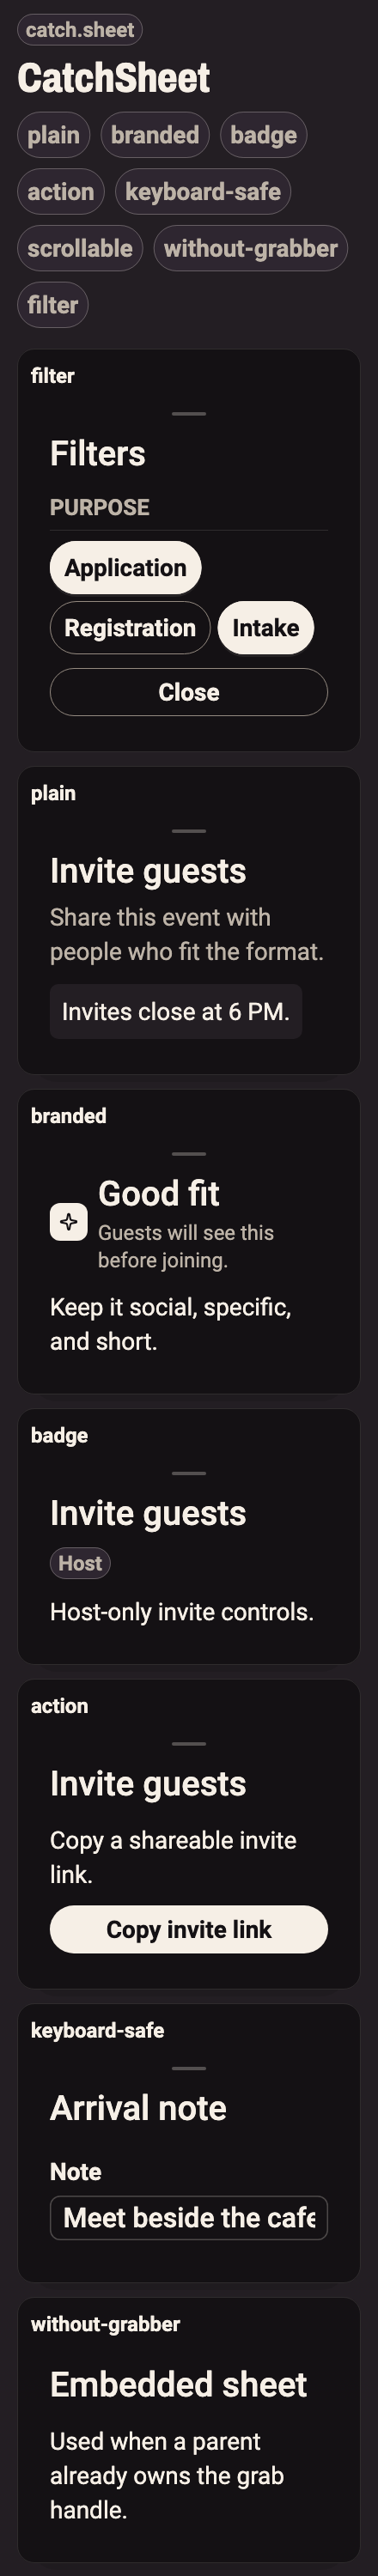 catch.sheet
CatchSheet
plain branded badge
action keyboard-safe
scrollable without-grabber
filter
filter
Filters
PURPOSE
Application
Registration Intake
Close
plain
Invite guests
Share this event with
people who fit the format.
Invites close at 6 PM.
branded
Good fit
Guests will see this
before joining.
Keep it social, specific,
and short.
badge
Invite guests
Host
Host-only invite controls.
action
Invite guests
Copy a shareable invite
link.
Copy invite link
keyboard-safe
Arrival note
Note
Meet beside the cafe
without-grabber
Embedded sheet
Used when a parent
already owns the grab
handle.